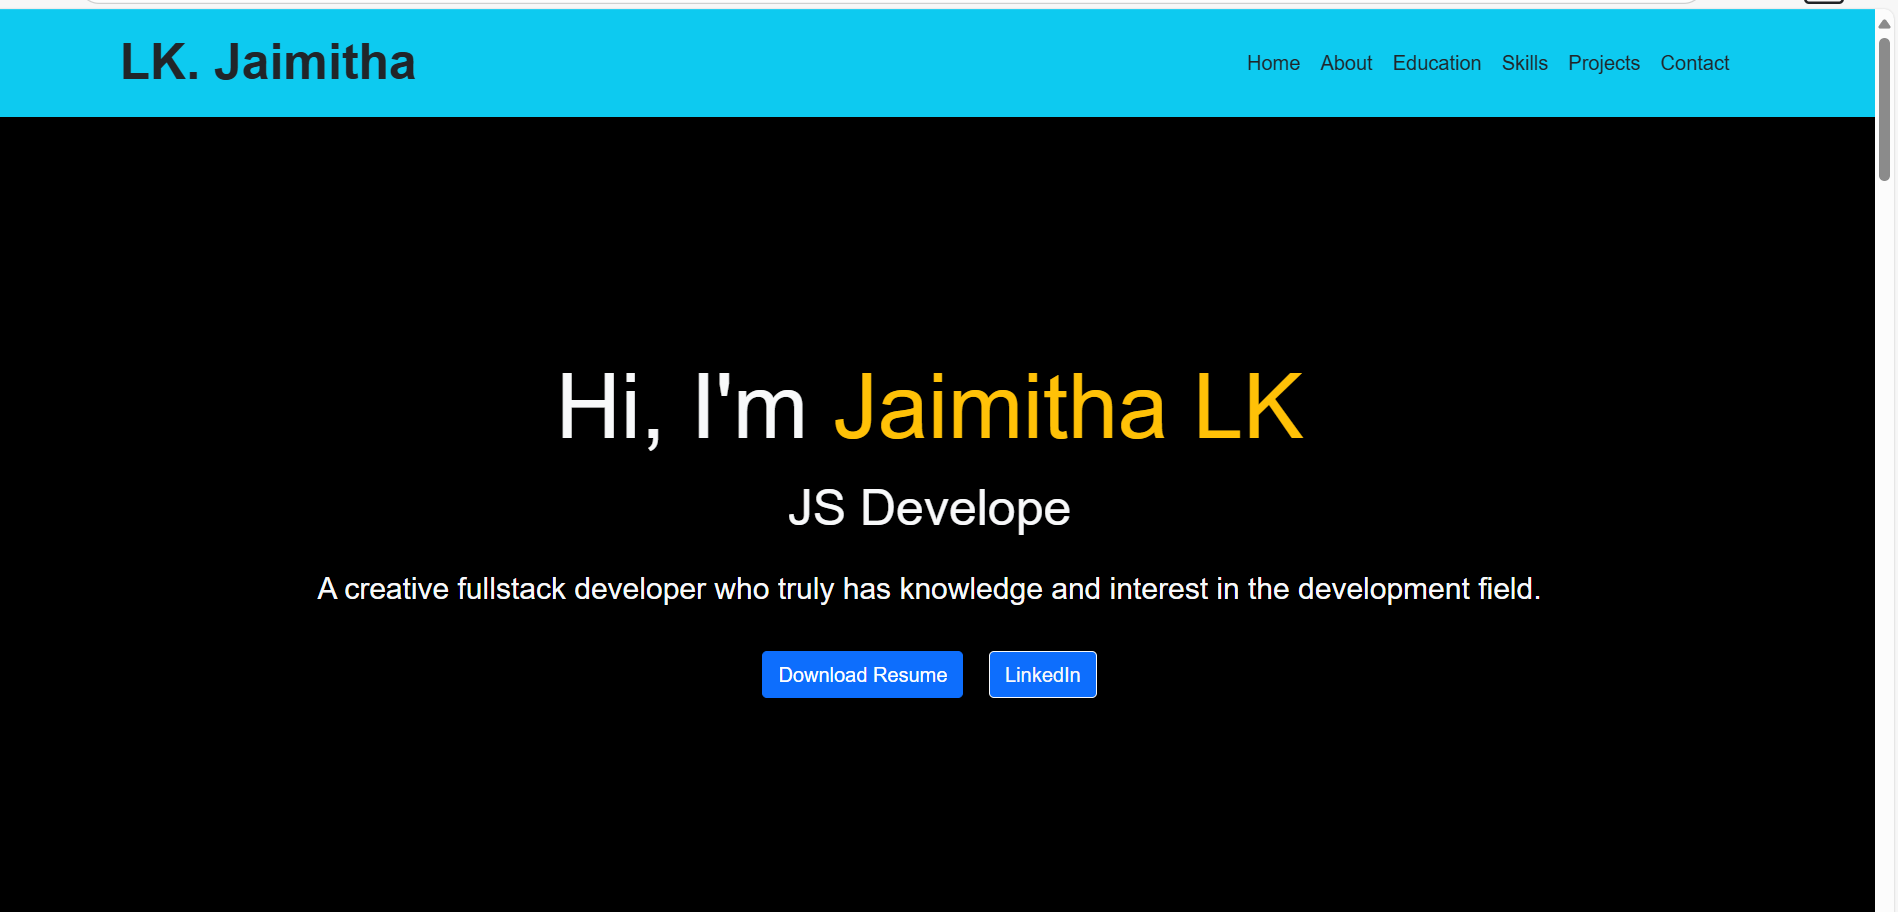 LK. Jaimitha
Home About Education Skills Projects Contact
Hi, I'm Jaimitha LK
JS Develope
A creative fullstack developer who truly has knowledge and interest in the development field.
Download Resume LinkedIn